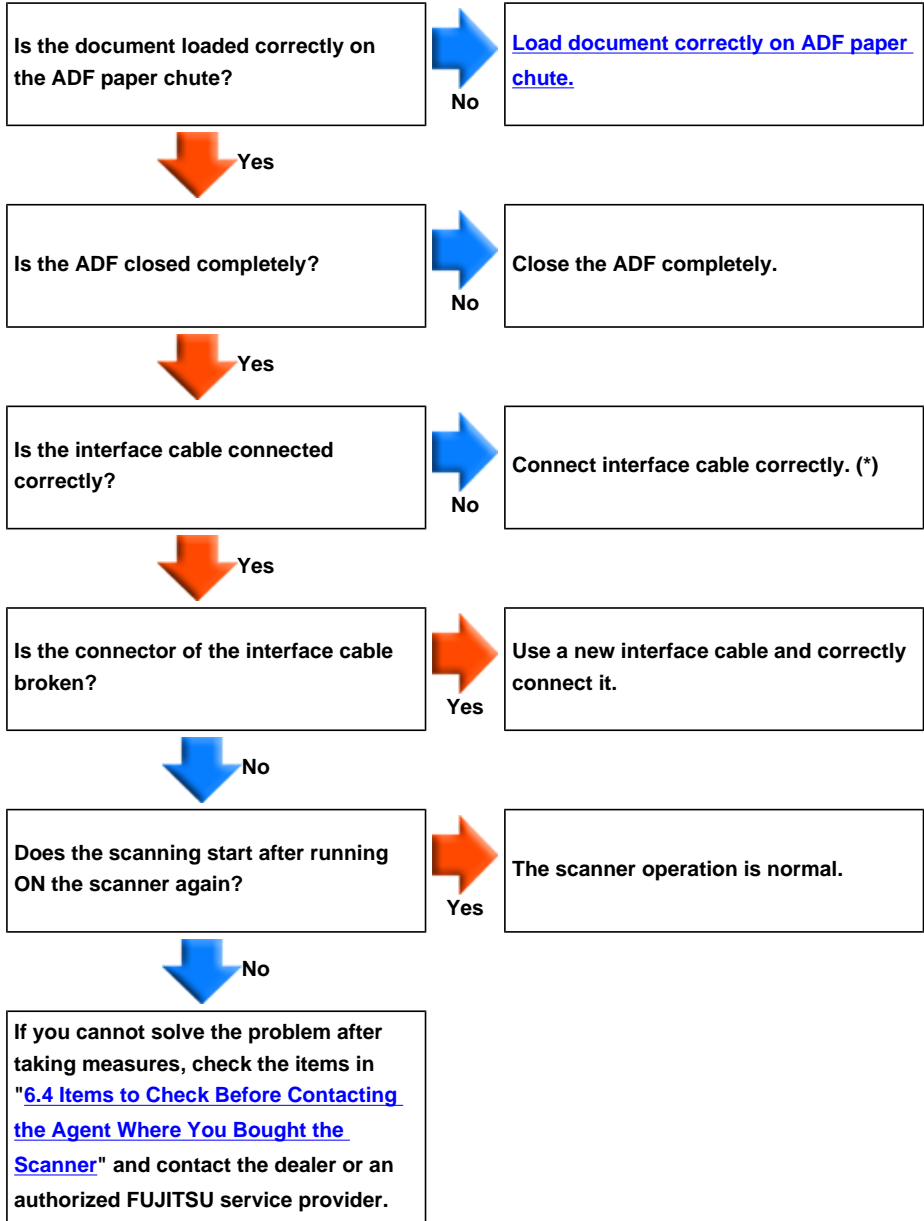 Is the document loaded correctly on
the ADF paper chute?
No
Load document correctly on ADF paper
chute.
Yes
Is the ADF closed completely?
No
Close the ADF completely.
Yes
Is the interface cable connected
correctly?
No
Connect interface cable correctly. (*)
Yes
Is the connector of the interface cable
broken?
Yes
Use a new interface cable and correctly
connect it.
No
Does the scanning start after running
ON the scanner again?
Yes
The scanner operation is normal.
No
If you cannot solve the problem after
taking measures, check the items in
"6.4 Items to Check Before Contacting
the Agent Where You Bought the
Scanner" and contact the dealer or an
authorized FUJITSU service provider.